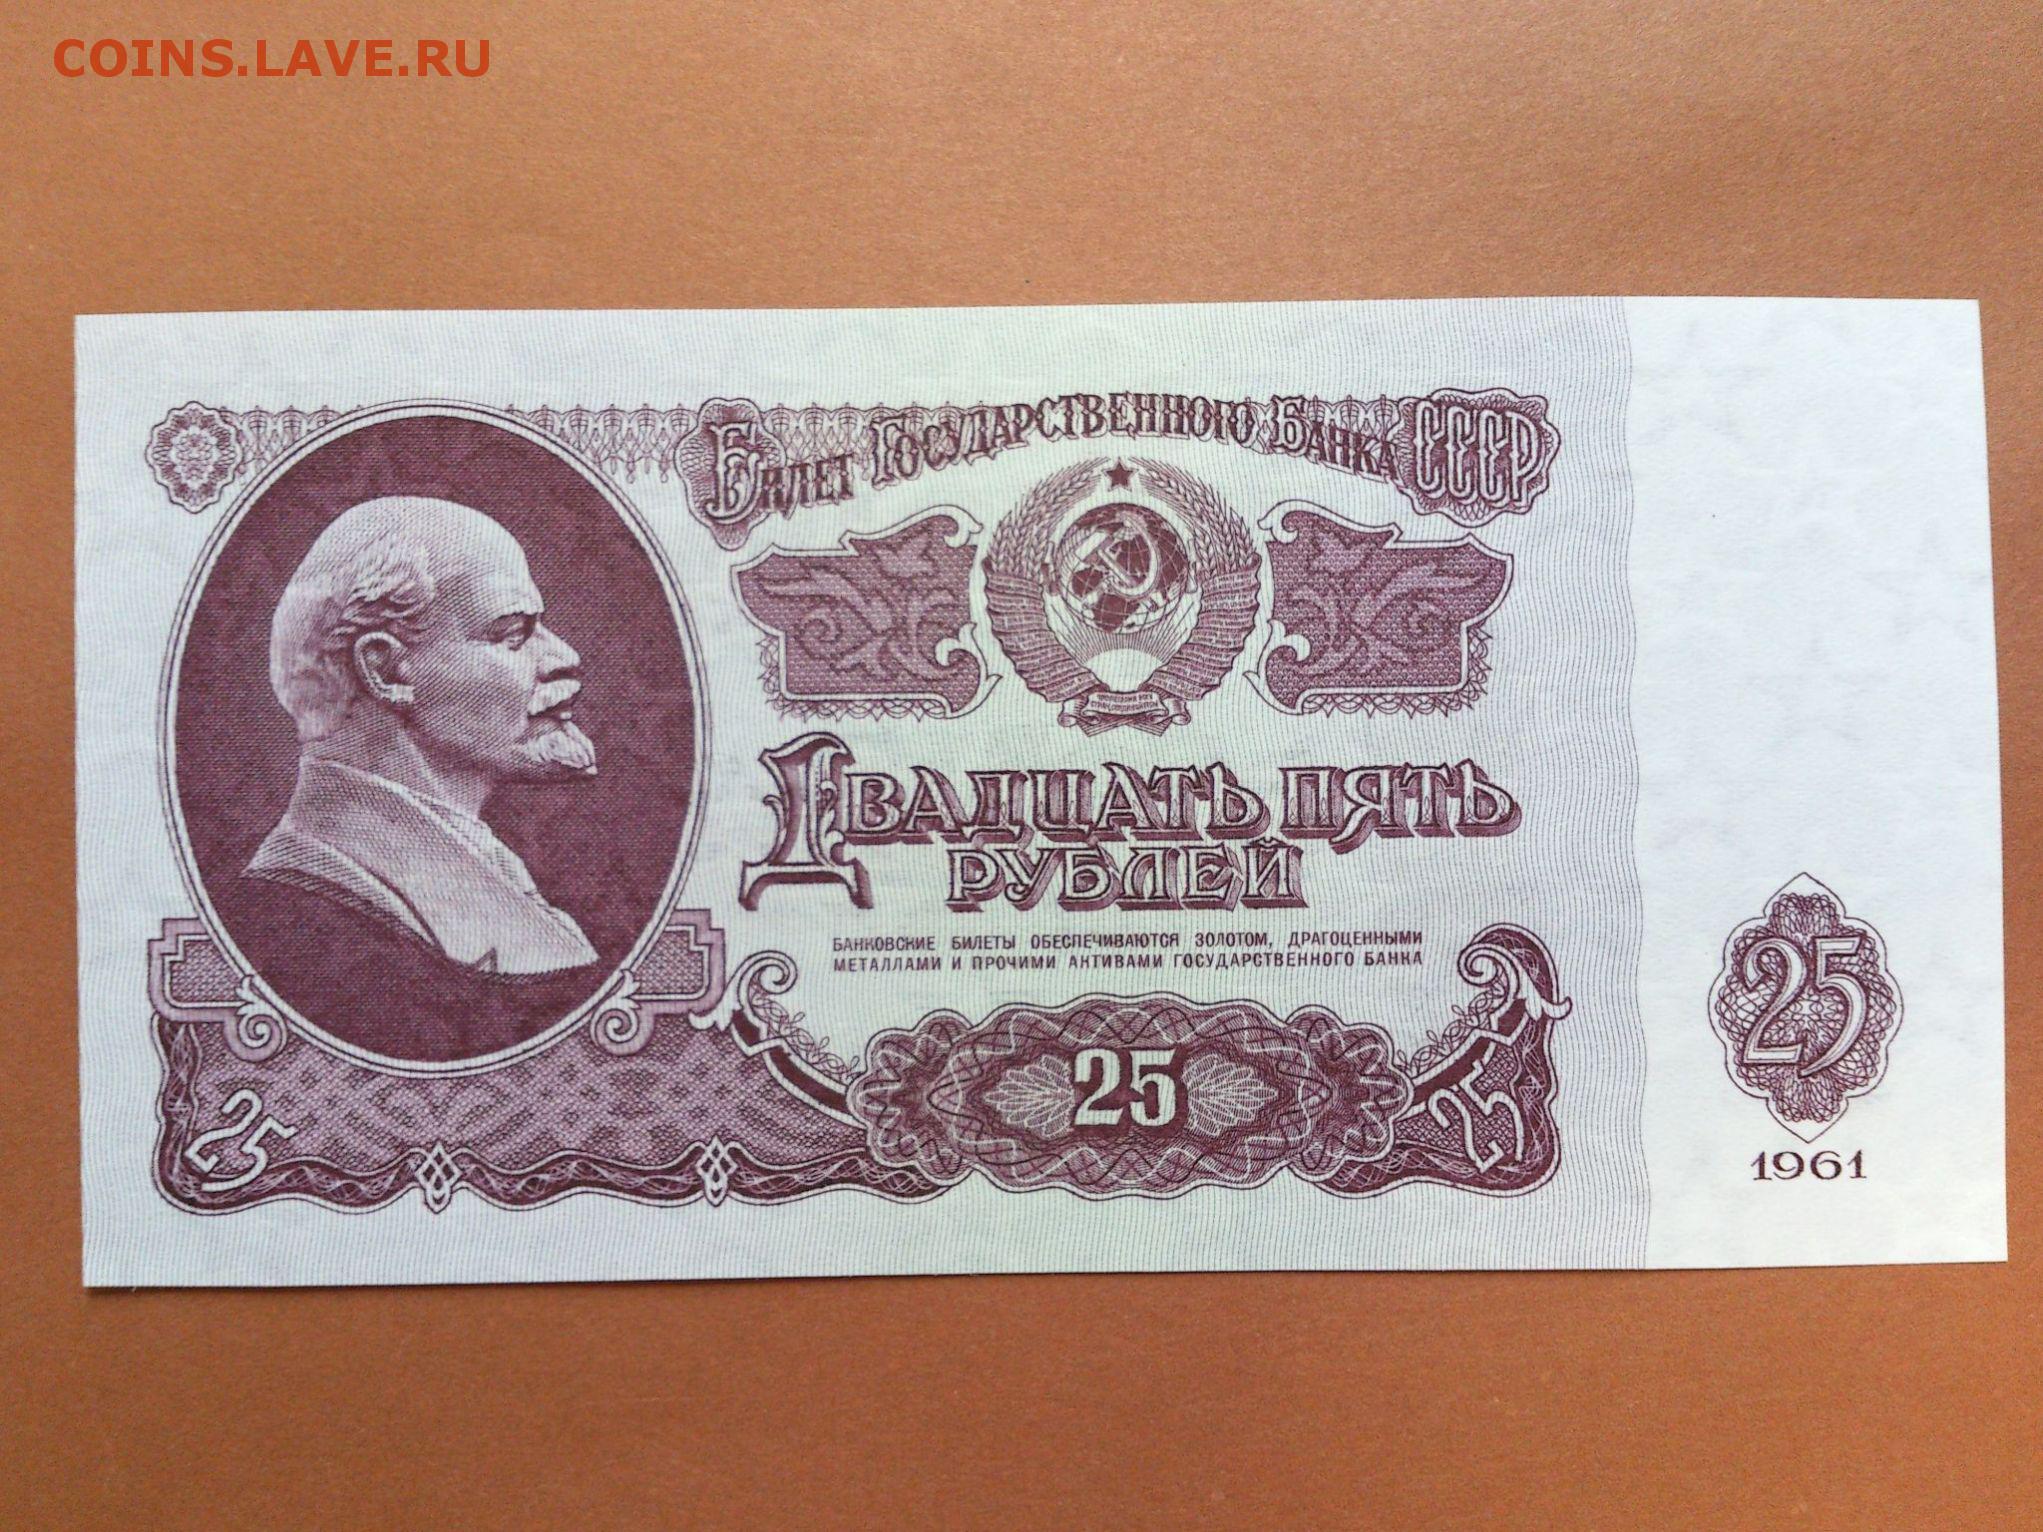 COINS.LAVE.RU
Билет Государственного Банка СССР
Двадцать пять
рублей
БАНКОВСКИЕ БИЛЕТЫ ОБЕСПЕЧИВАЮТСЯ ЗОЛОТОМ, ДРАГОЦЕННЫМИ
МЕТАЛЛАМИ И ПРОЧИМИ АКТИВАМИ ГОСУДАРСТВЕННОГО БАНКА
25
25
25
25
1961